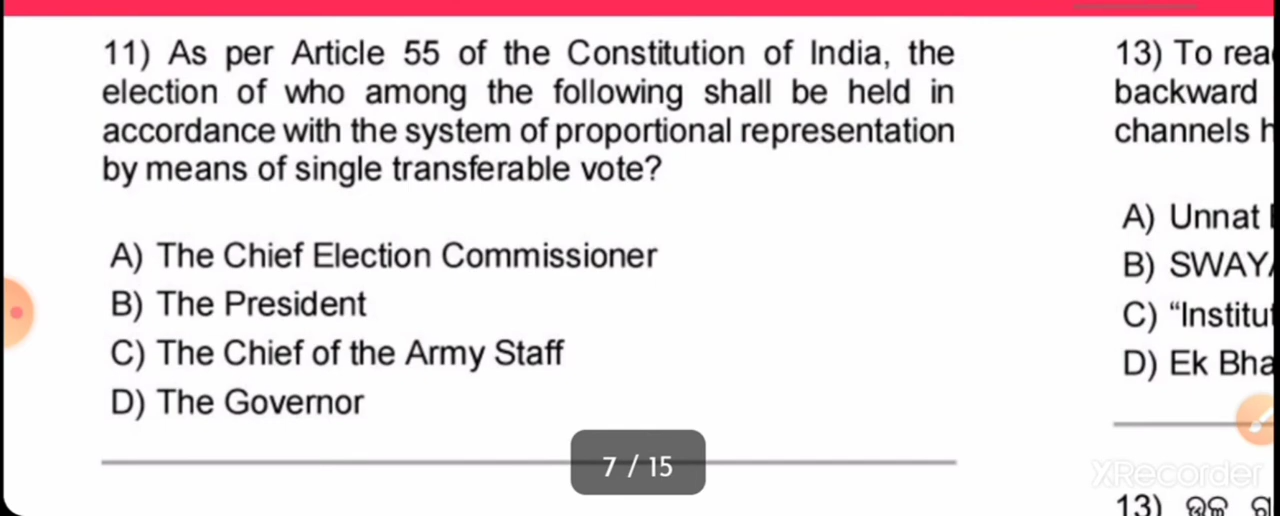 11) As per Article 55 of the Constitution of India, the
election of who among the following shall be held in
accordance with the system of proportional representation
by means of single transferable vote?
A) The Chief Election Commissioner
B) The President
C) The Chief of the Army Staff
D) The Governor
7 / 15
13) To rea
backward
channels h
A) Unnat
B) SWAYA
C) “Institut
D) Ek Bha
XRecorder
13) ଉକ